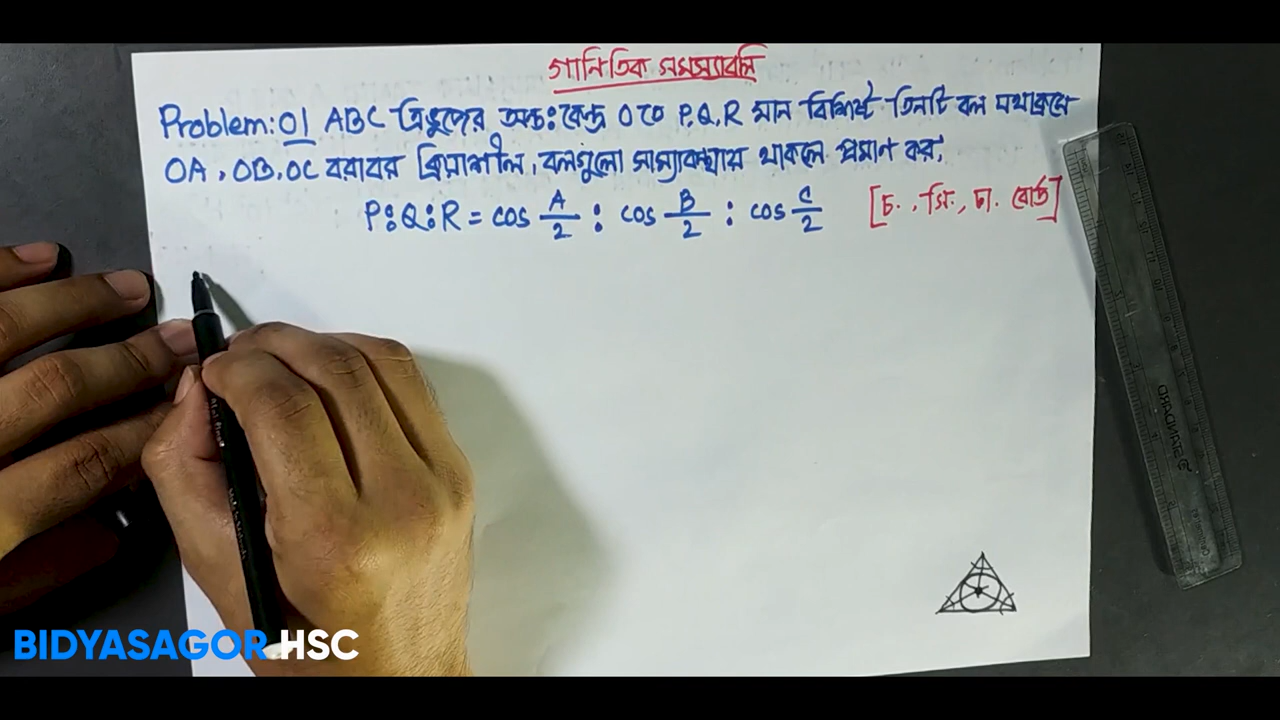 গানিতিক সমস্যাবলি
Problem: 01 ABC ত্রিভুজের অন্তঃকেন্দ্র O তে P, Q, R মান বিশিষ্ট তিনটি বল যথাক্রমে
OA, OB, OC বরাবর ক্রিয়াশীল, বলগুলো সাম্যাবস্থায় থাকলে প্রমাণ কর,
P:Q:R = cos A/2 : cos B/2 : cos C/2 [চ., সি., ঢা. বোর্ড]
BIDYASAGOR.HSC